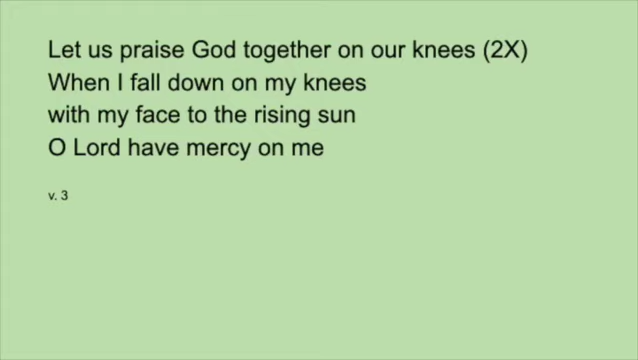 Let us praise God together on our knees (2X)
When I fall down on my knees
with my face to the rising sun
O Lord have mercy on me
v. 3